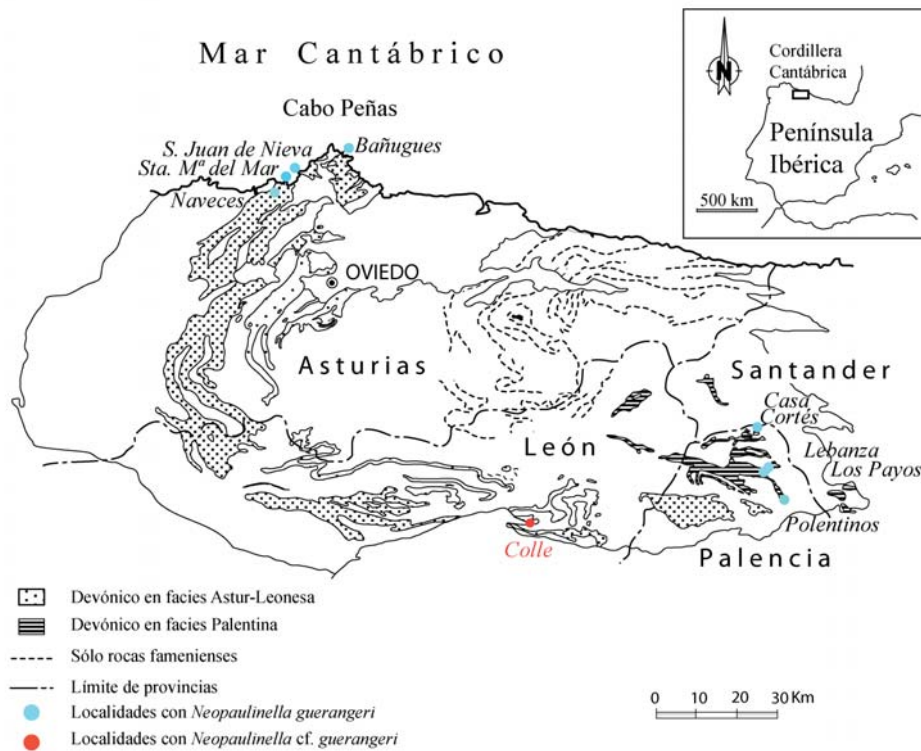 Mar Cantábrico
Cabo Peñas
S. Juan de Nieva
Bañugues
Sta. Mª del Mar
Naveces
OVIEDO
Asturias
León
Santander
Casa
Cortés
Lebanza
Los Payos
Polentinos
Colle
Palencia
N
Cordillera
Cantábrica
Península
Ibérica
500 km
Devónico en facies Astur-Leonesa
Devónico en facies Palentina
Sólo rocas famenienses
Límite de provincias
Localidades con Neopaulinella guerangeri
Localidades con Neopaulinella cf. guerangeri
0 10 20 30 Km